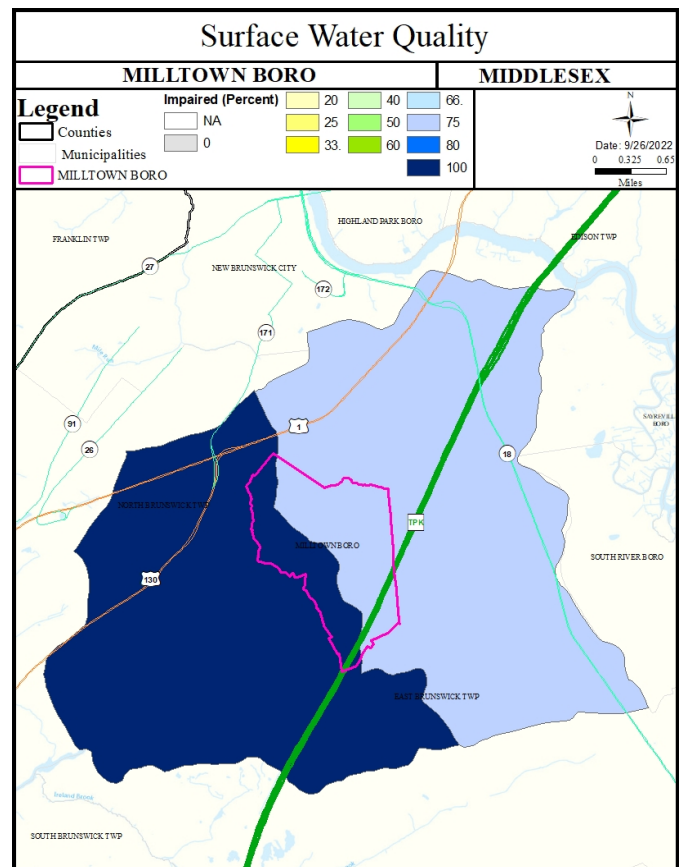 Surface Water Quality
MILLTOWN BORO
MIDDLESEX
Legend
Counties
Municipalities
MILLTOWN BORO
Impaired (Percent)
NA
0
20
25
33.
40
50
60
66.
75
80
100
N
Date: 9/26/2022
0 0.325 0.65
Miles
HIGHLAND PARK BORO
FRANKLIN TWP
EDISON TWP
27
NEW BRUNSWICK CITY
172
171
SAYREVILLE
BORO
91
1
26
18
NORTH BRUNSWICK TWP
TPK
MILLTOWN BORO
SOUTH RIVER BORO
130
EAST BRUNSWICK TWP
Ireland Brook
SOUTH BRUNSWICK TWP